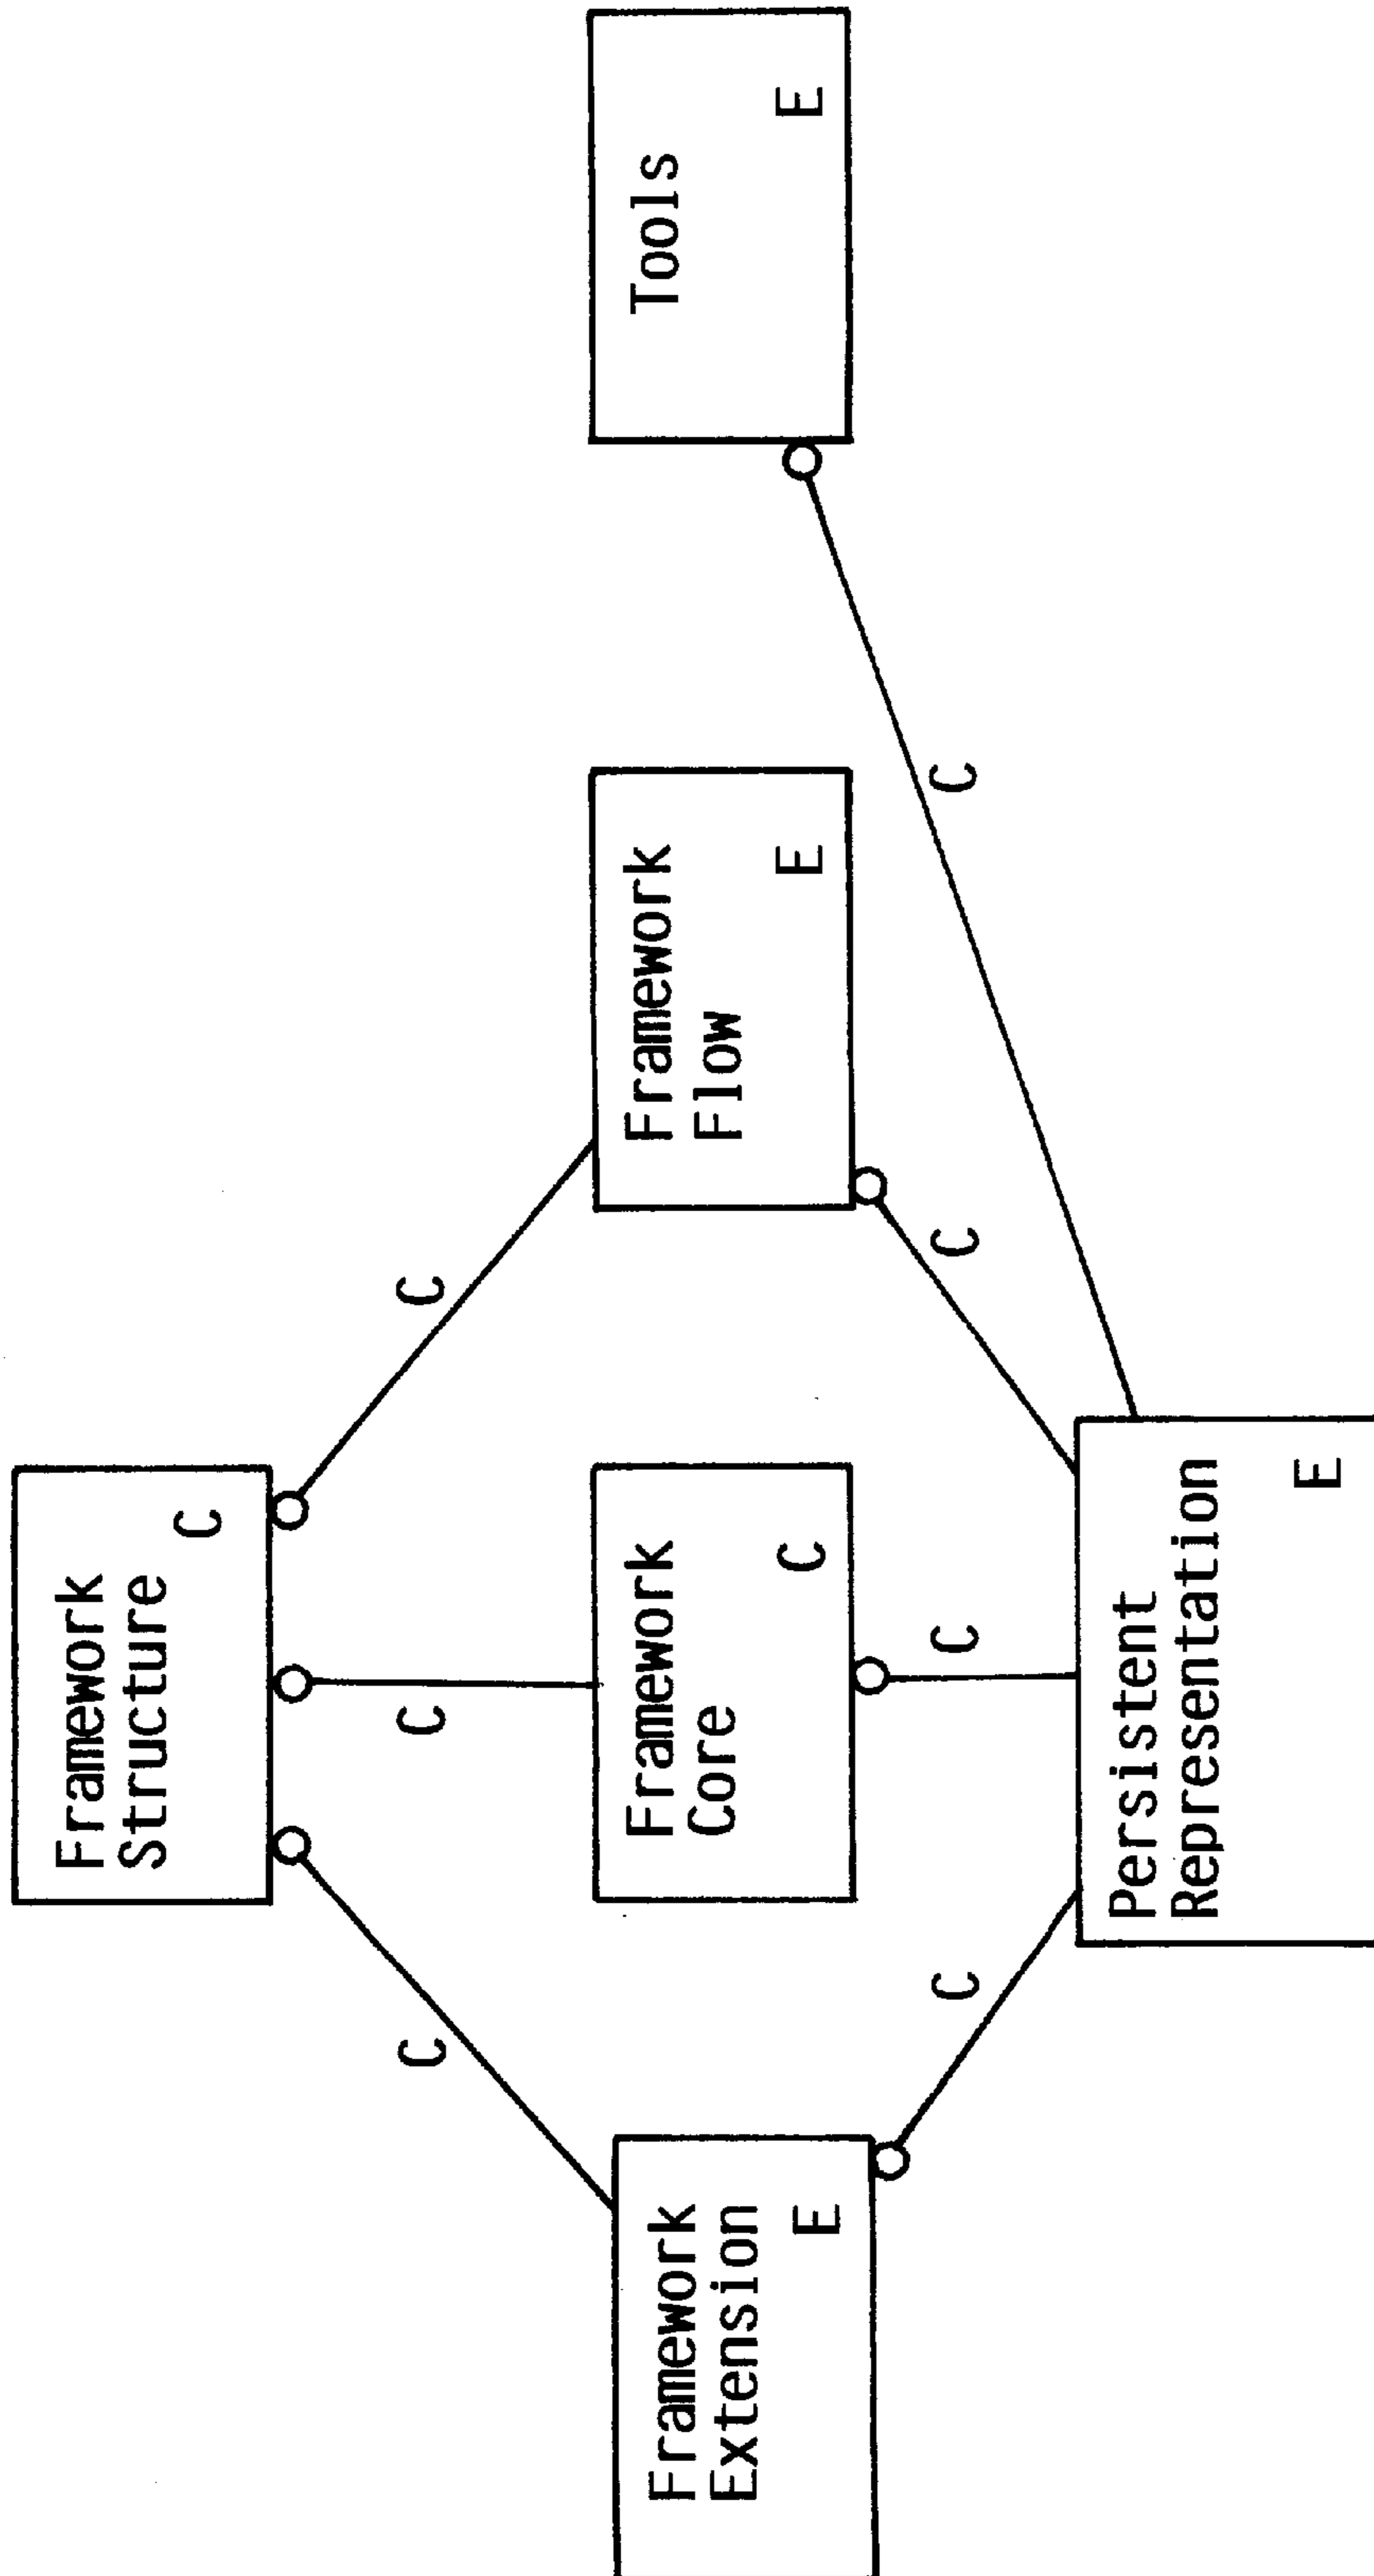 Framework
Structure
C
C
C
C
Framework
Extension
E
Framework
Core
C
Framework
Flow
E
Tools
E
C
C
C
C
Persistent
Representation
E